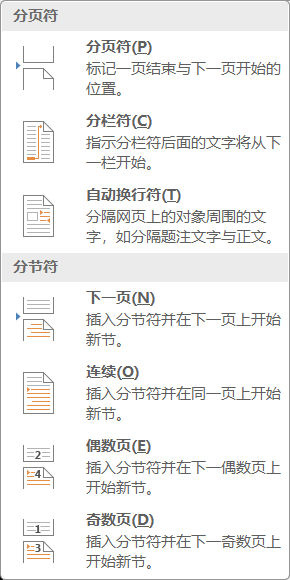 分页符
分页符(P)
标记一页结束与下一页开始的
位置。
分栏符(C)
指示分栏符后面的文字将从下
一栏开始。
自动换行符(T)
分隔网页上的对象周围的文
字，如分隔题注文字与正文。
分节符
下一页(N)
插入分节符并在下一页上开始
新节。
连续(O)
插入分节符并在同一页上开始
新节。
2
4
偶数页(E)
插入分节符并在下一偶数页上
开始新节。
1
3
奇数页(D)
插入分节符并在下一奇数页上
开始新节。